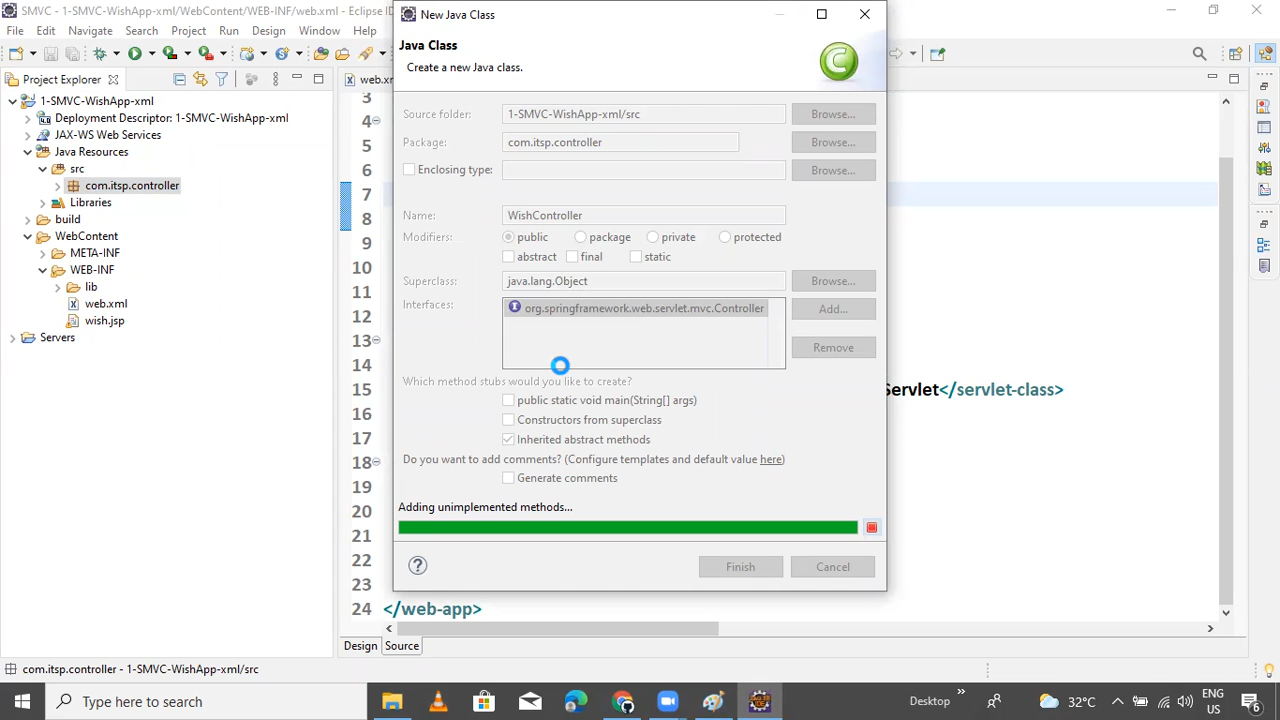 SMVC - 1-SMVC-WishApp-xml/WebContent/WEB-INF/web.xml - Eclipse ID
New Java Class
File Edit Navigate Search Project Run Design Window Help
Java Class
Create a new Java class.
Project Explorer
web.x
1-SMVC-WishApp-xml
Deployment Descriptor: 1-SMVC-WishApp-xml
JAX-WS Web Services
Java Resources
src
com.itsp.controller
Libraries
build
WebContent
META-INF
WEB-INF
lib
web.xml
wish.jsp
Servers
3
4
5
6
7
8
9
10
11
12
13
14
15
16
17
18
19
20
21
22
23
24 </web-app>
Servlet</servlet-class>
Source folder: 1-SMVC-WishApp-xml/src Browse...
Package: com.itsp.controller Browse...
Enclosing type: Browse...
Name: WishController
Modifiers: public package private protected
abstract final static
Superclass: java.lang.Object Browse...
Interfaces: org.springframework.web.servlet.mvc.Controller Add...
Remove
Which method stubs would you like to create?
public static void main(String[] args)
Constructors from superclass
Inherited abstract methods
Do you want to add comments? (Configure templates and default value here)
Generate comments
Adding unimplemented methods...
Finish Cancel
Design Source
com.itsp.controller - 1-SMVC-WishApp-xml/src
Type here to search
Desktop
32°C
ENG
US
6